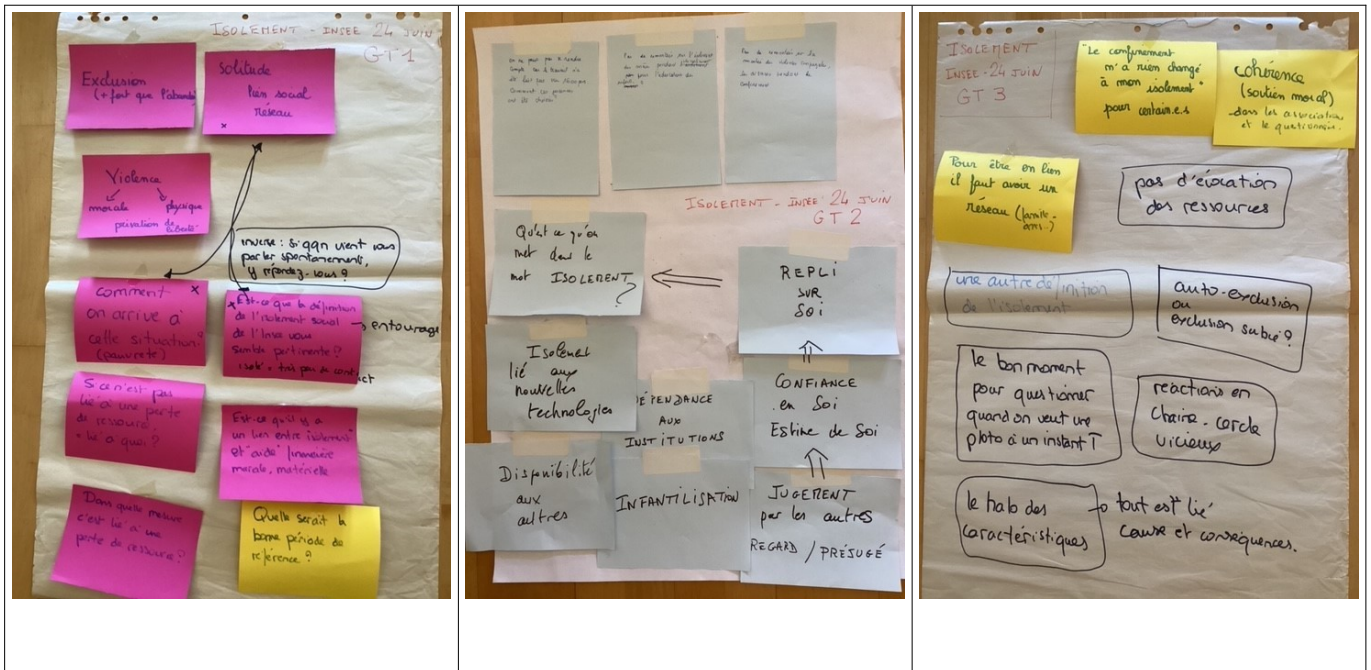 ISOLEMENT - INSEE 24 JUIN
GT1
Exclusion
(+ fort que l'abandon)
Solitude
lien social
réseau
x
Violence
morale physique
privation de liberté
inverse : si qqn vient vous
parler spontanément,
y répondez-vous ?
comment x
on arrive à
cette situation ?
(pauvreté)
x Est-ce que la définition
de l'isolement social
de l'Insee vous
semble pertinente ?
isolé, très peu de contact
→ entourage
Si ce n'est pas
lié à une perte
de ressource,
lié à quoi ?
Est-ce qu'il y a
un lien entre isolement
et "aide" financière
morale, matérielle
Dans quelle mesure
c'est lié à une
perte de ressource ?
Quelle serait la
bonne période de
référence ?
ISOLEMENT - INSEE 24 JUIN
GT 2
Qu'est ce qu'on
met dans le
mot ISOLEMENT
?
REPLI
SUR
SOI
Isolement
lié aux
nouvelles
technologies
DÉPENDANCE
AUX
INSTITUTIONS
CONFIANCE
en Soi
Estime de Soi
Disponibilité
aux
autres
INFANTILISATION
JUGEMENT
par les autres
REGARD / PRÉJUGÉ
ISOLEMENT
INSEE - 24 JUIN
GT 3
"Le confinement
m'a rien changé
à mon isolement"
pour certain.e.s
cohérence
(soutien moral)
dans les associations
et le questionnaire.
Pour être en lien
il faut avoir un
réseau (famille
amis..)
pas d'évocation
des ressources
une autre définition
de l'isolement
auto-exclusion
ou
exclusion subie ?
le bon moment
pour questionner
quand on veut une
photo à un instant T
réactions en
chaîne. cercle
vicieux
le halo des
caractéristiques
→ tout est lié
cause et conséquences.